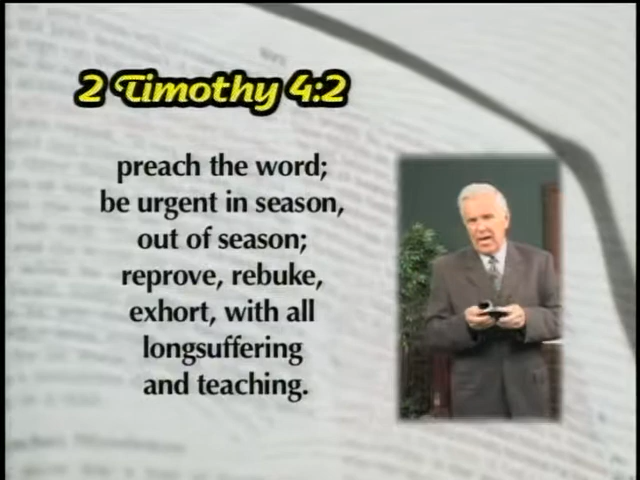 2 Timothy 4:2
preach the word;
be urgent in season,
out of season;
reprove, rebuke,
exhort, with all
longsuffering
and teaching.